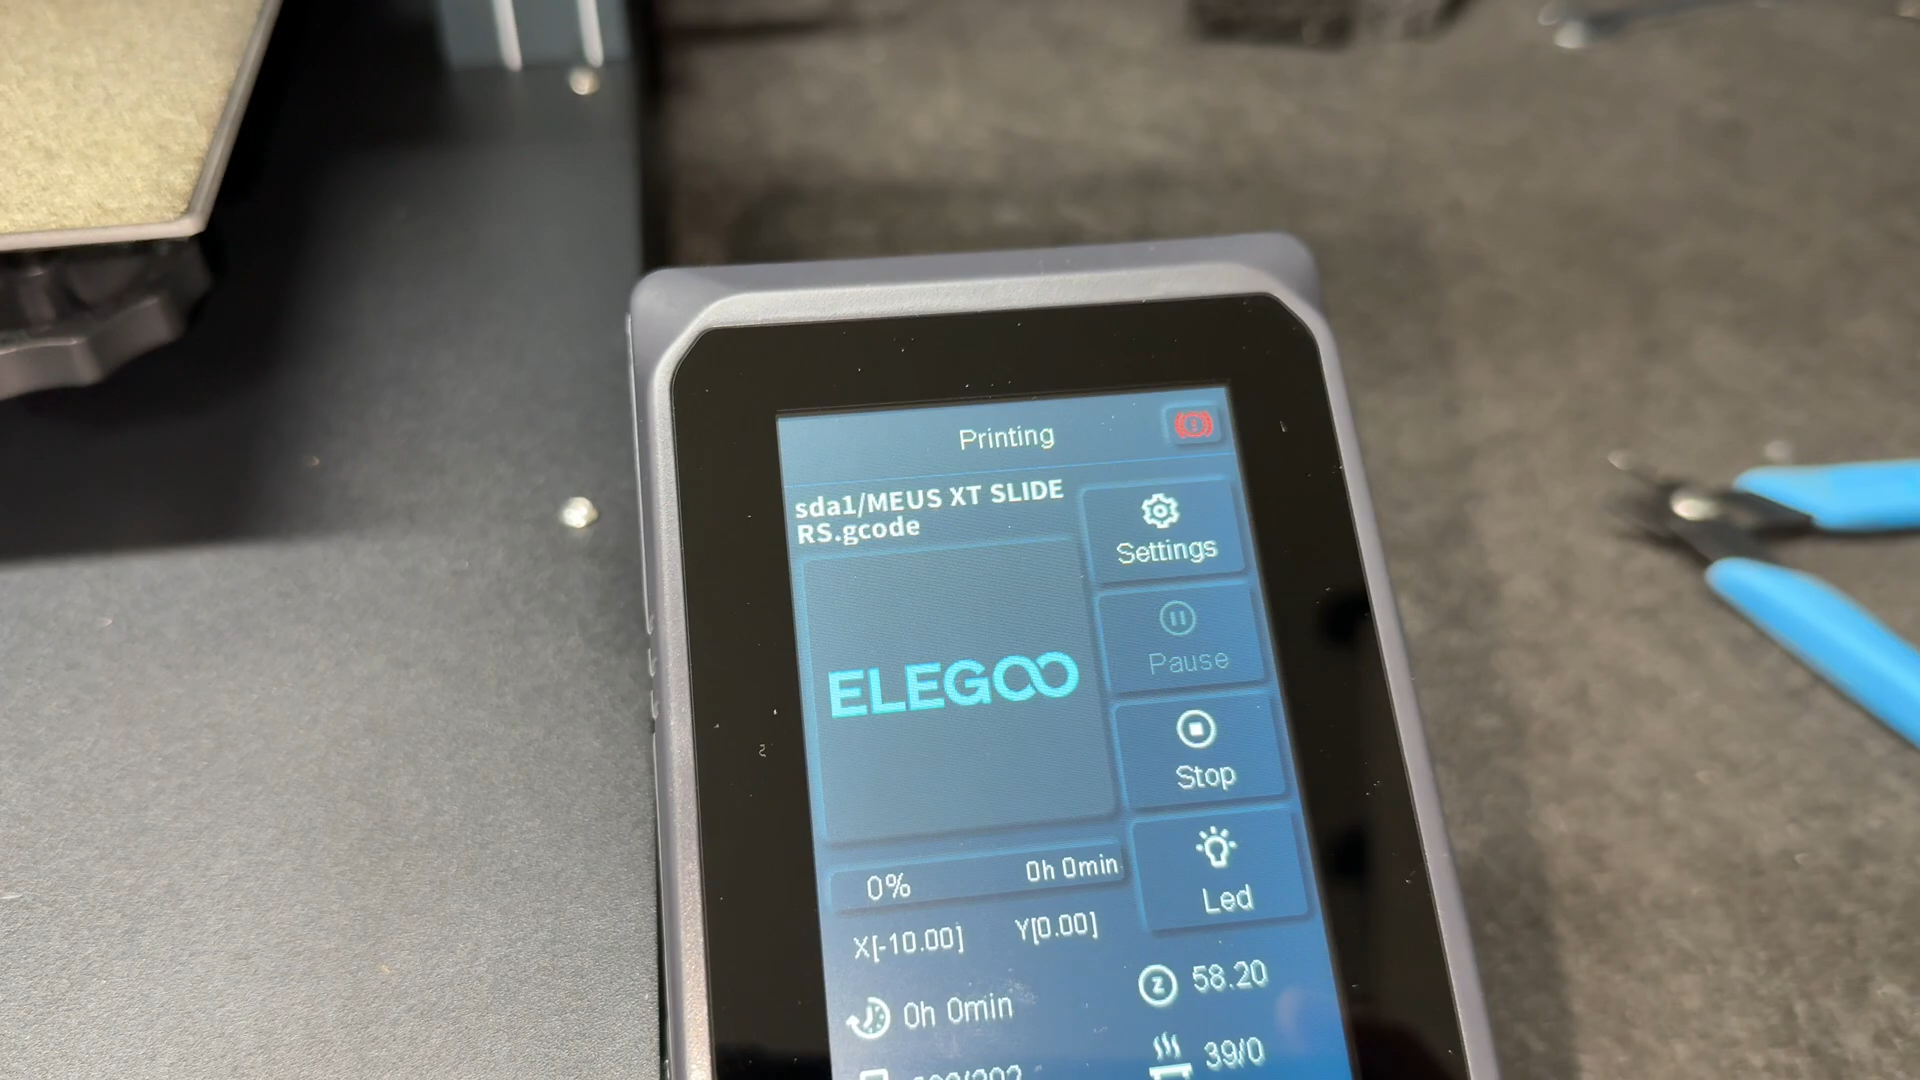 Printing
sda1/MEUS XT SLIDE
RS.gcode
Settings
Pause
ELEGOO
Stop
0% 0h 0min
Led
X[-10.00] Y[0.00]
58.20
0h 0min
39/0